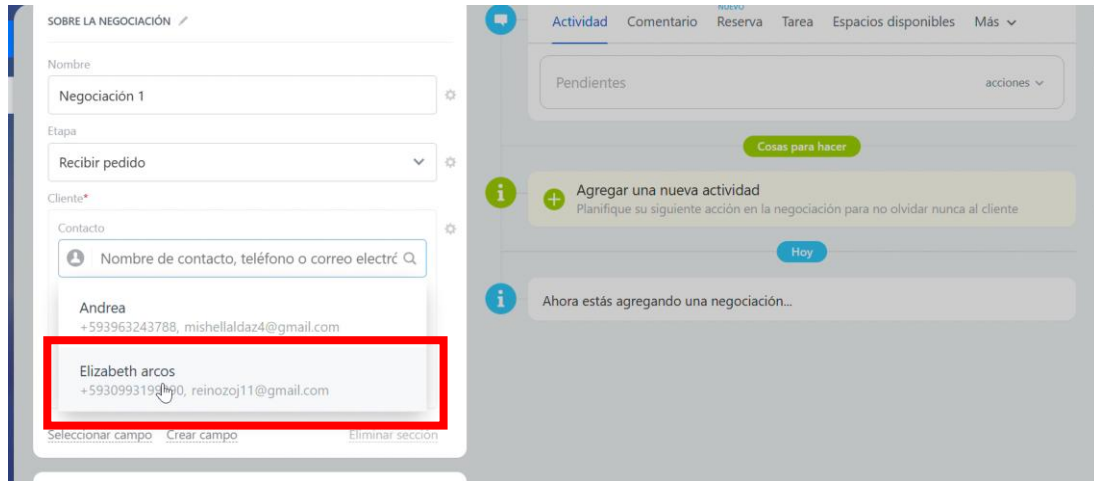 SOBRE LA NEGOCIACIÓN
Nombre
Negociación 1
Etapa
Recibir pedido
Cliente*
Contacto
Nombre de contacto, teléfono o correo electró
Andrea
+593963243788, mishellaldaz4@gmail.com
Elizabeth arcos
reinozoj11@gmail.com
Seleccionar campo Crear campo Eliminar sección
NUEVO
Actividad Comentario Reserva Tarea Espacios disponibles Más
Pendientes acciones
Cosas para hacer
Agregar una nueva actividad
Planifique su siguiente acción en la negociación para no olvidar nunca al cliente
Hoy
Ahora estás agregando una negociación...